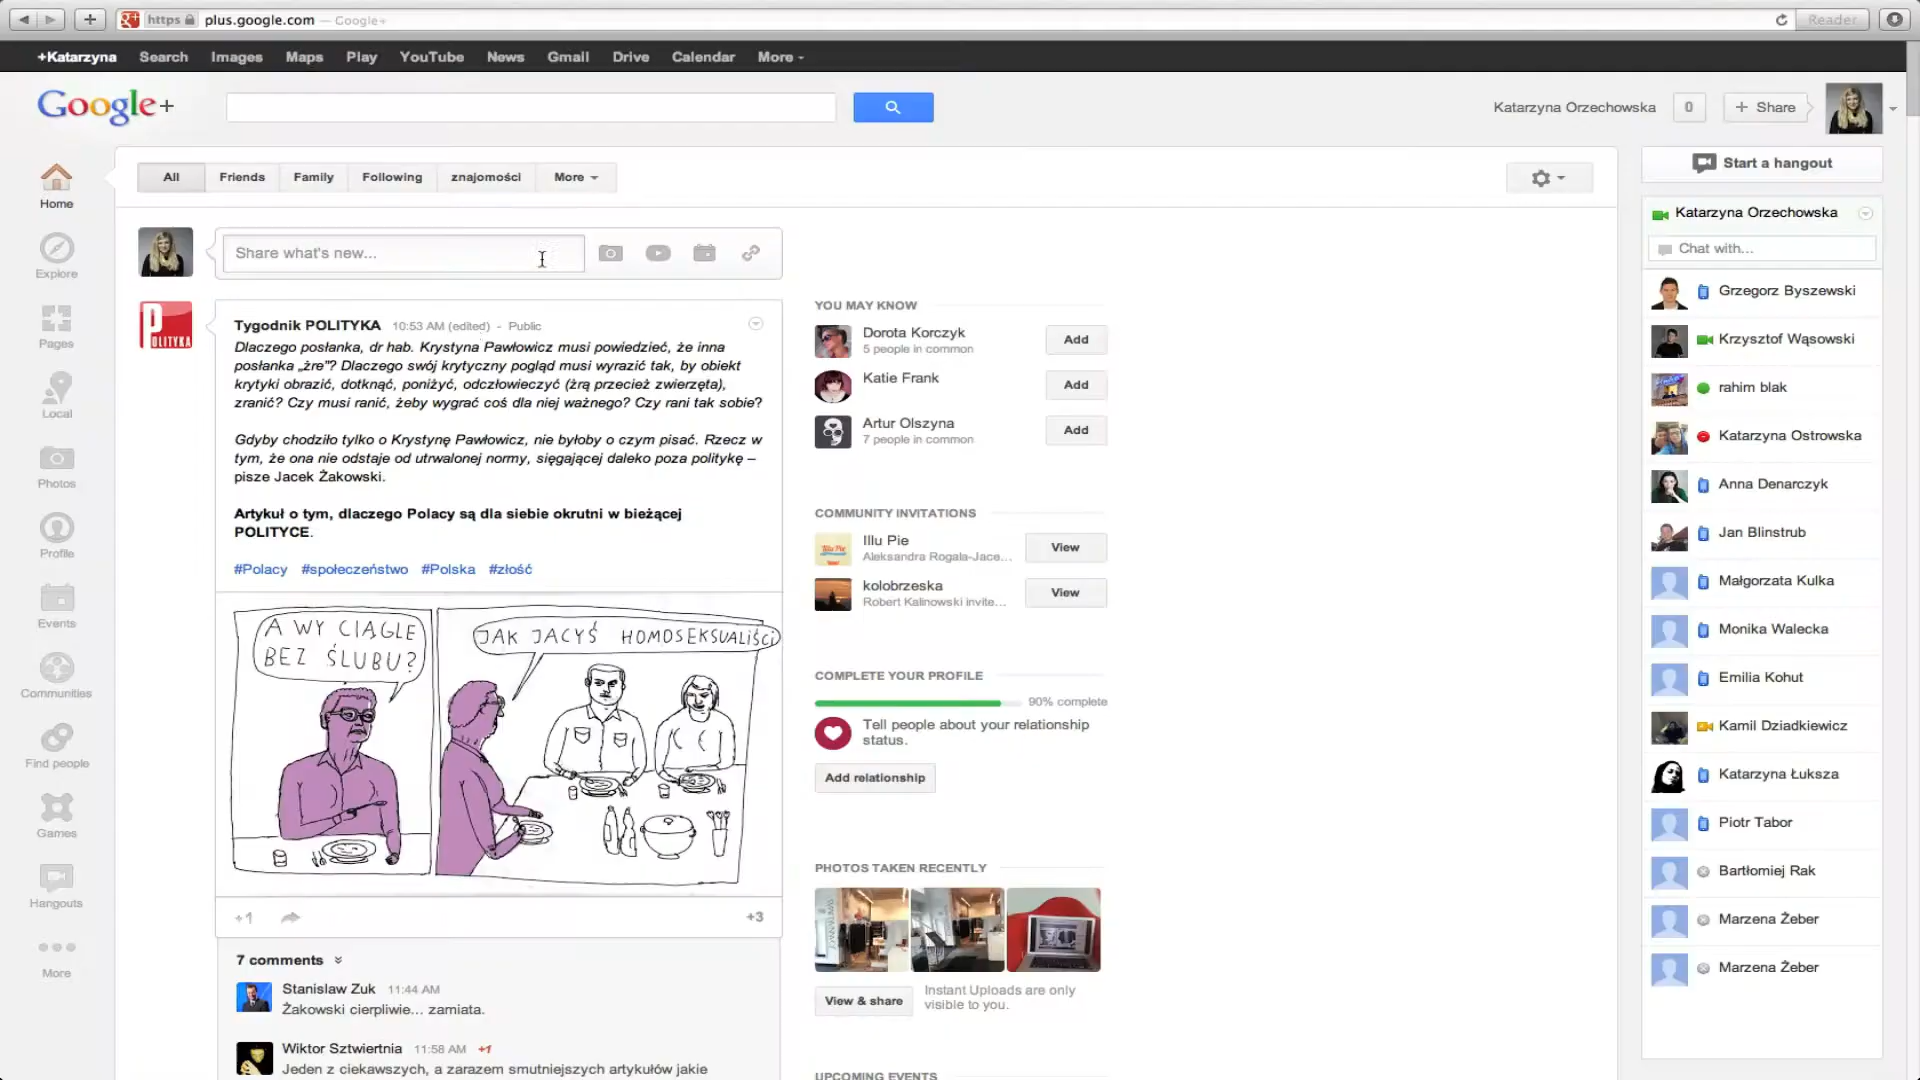 https plus.google.com — Google+
Reader
+Katarzyna Search Images Maps Play YouTube News Gmail Drive Calendar More
Google+
Katarzyna Orzechowska 0 + Share
Home
Explore
Pages
Local
Photos
Profile
Events
Communities
Find people
Games
Hangouts
More
All Friends Family Following znajomości More
Share what's new...
POLITYKA
Tygodnik POLITYKA 10:53 AM (edited) - Public
Dlaczego posłanka, dr hab. Krystyna Pawłowicz musi powiedzieć, że inna
posłanka „żre”? Dlaczego swój krytyczny pogląd musi wyrazić tak, by obiekt
krytyki obrazić, dotknąć, poniżyć, odczłowieczyć (żrą przecież zwierzęta),
zranić? Czy musi ranić, żeby wygrać coś dla niej ważnego? Czy rani tak sobie?
Gdyby chodziło tylko o Krystynę Pawłowicz, nie byłoby o czym pisać. Rzecz w
tym, że ona nie odstaje od utrwalonej normy, sięgającej daleko poza politykę –
pisze Jacek Żakowski.
Artykuł o tym, dlaczego Polacy są dla siebie okrutni w bieżącej
POLITYCE.
#Polacy #społeczeństwo #Polska #złość
A WY CIĄGLE
BEZ ŚLUBU?
JAK JACYŚ HOMOSEKSUALIŚCI
+1 +3
7 comments
Stanislaw Zuk 11:44 AM
Żakowski cierpliwie... zamiata.
Wiktor Sztwiertnia 11:58 AM +1
Jeden z ciekawszych, a zarazem smutniejszych artykułów jakie
YOU MAY KNOW
Dorota Korczyk
5 people in common
Add
Katie Frank
Add
Artur Olszyna
7 people in common
Add
COMMUNITY INVITATIONS
Illu Pie
Aleksandra Rogala-Jace...
View
kolobrzeska
Robert Kalinowski invite...
View
COMPLETE YOUR PROFILE
90% complete
Tell people about your relationship
status.
Add relationship
PHOTOS TAKEN RECENTLY
View & share
Instant Uploads are only
visible to you.
UPCOMING EVENTS
Start a hangout
Katarzyna Orzechowska
Chat with...
Grzegorz Byszewski
Krzysztof Wąsowski
rahim blak
Katarzyna Ostrowska
Anna Denarczyk
Jan Blinstrub
Małgorzata Kulka
Monika Walecka
Emilia Kohut
Kamil Dziadkiewicz
Katarzyna Łuksza
Piotr Tabor
Bartłomiej Rak
Marzena Żeber
Marzena Żeber